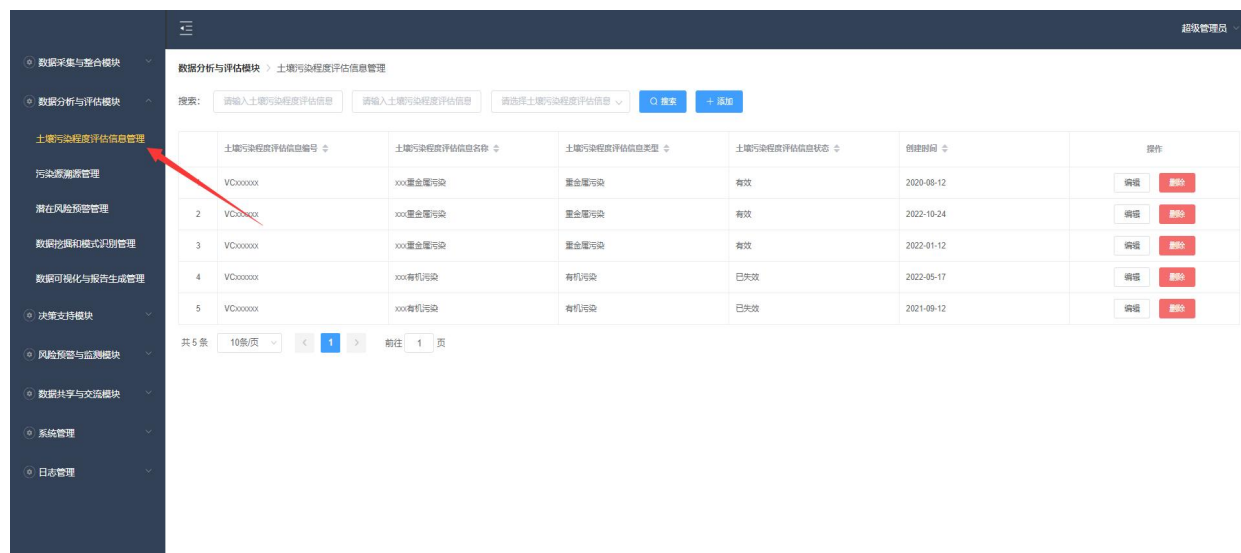 超级管理员
数据采集与整合模块
数据分析与评估模块
土壤污染程度评估信息管理
污染源溯源管理
潜在风险预警管理
数据挖掘和模式识别管理
数据可视化与报告生成管理
决策支持模块
风险预警与监测模块
数据共享与交流模块
系统管理
日志管理
数据分析与评估模块 > 土壤污染程度评估信息管理
搜索: 请输入土壤污染程度评估信息 请输入土壤污染程度评估信息 请选择土壤污染程度评估信息 搜索 + 添加
土壤污染程度评估信息编号 土壤污染程度评估信息名称 土壤污染程度评估信息类型 土壤污染程度评估信息状态 创建时间 操作
VCxxxxxx xxx重金属污染 重金属污染 有效 2020-08-12 编辑 删除
2 VCxxxxxx xxx重金属污染 重金属污染 有效 2022-10-24 编辑 删除
3 VCxxxxxx xxx重金属污染 重金属污染 有效 2022-01-12 编辑 删除
4 VCxxxxxx xxx有机污染 有机污染 已失效 2022-05-17 编辑 删除
5 VCxxxxxx xxx有机污染 有机污染 已失效 2021-09-12 编辑 删除
共5条 10条/页 < 1 > 前往 1 页